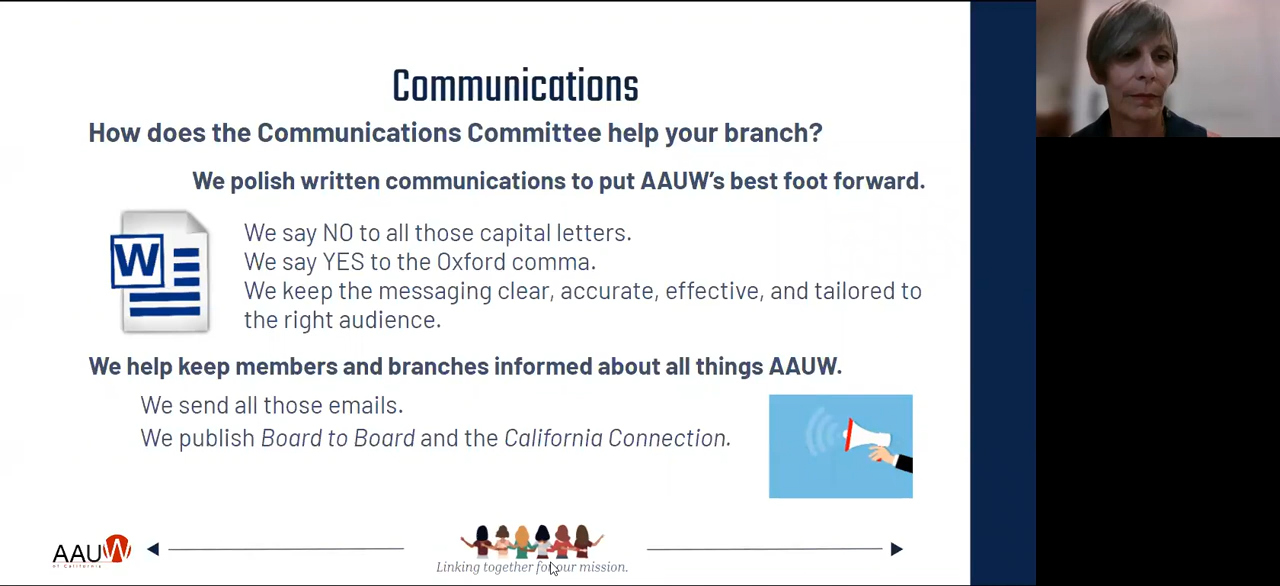 Communications
How does the Communications Committee help your branch?
We polish written communications to put AAUW's best foot forward.
W
We say NO to all those capital letters.
We say YES to the Oxford comma.
We keep the messaging clear, accurate, effective, and tailored to
the right audience.
We help keep members and branches informed about all things AAUW.
We send all those emails.
We publish Board to Board and the California Connection.
AAUW
of California
Linking together for our mission.